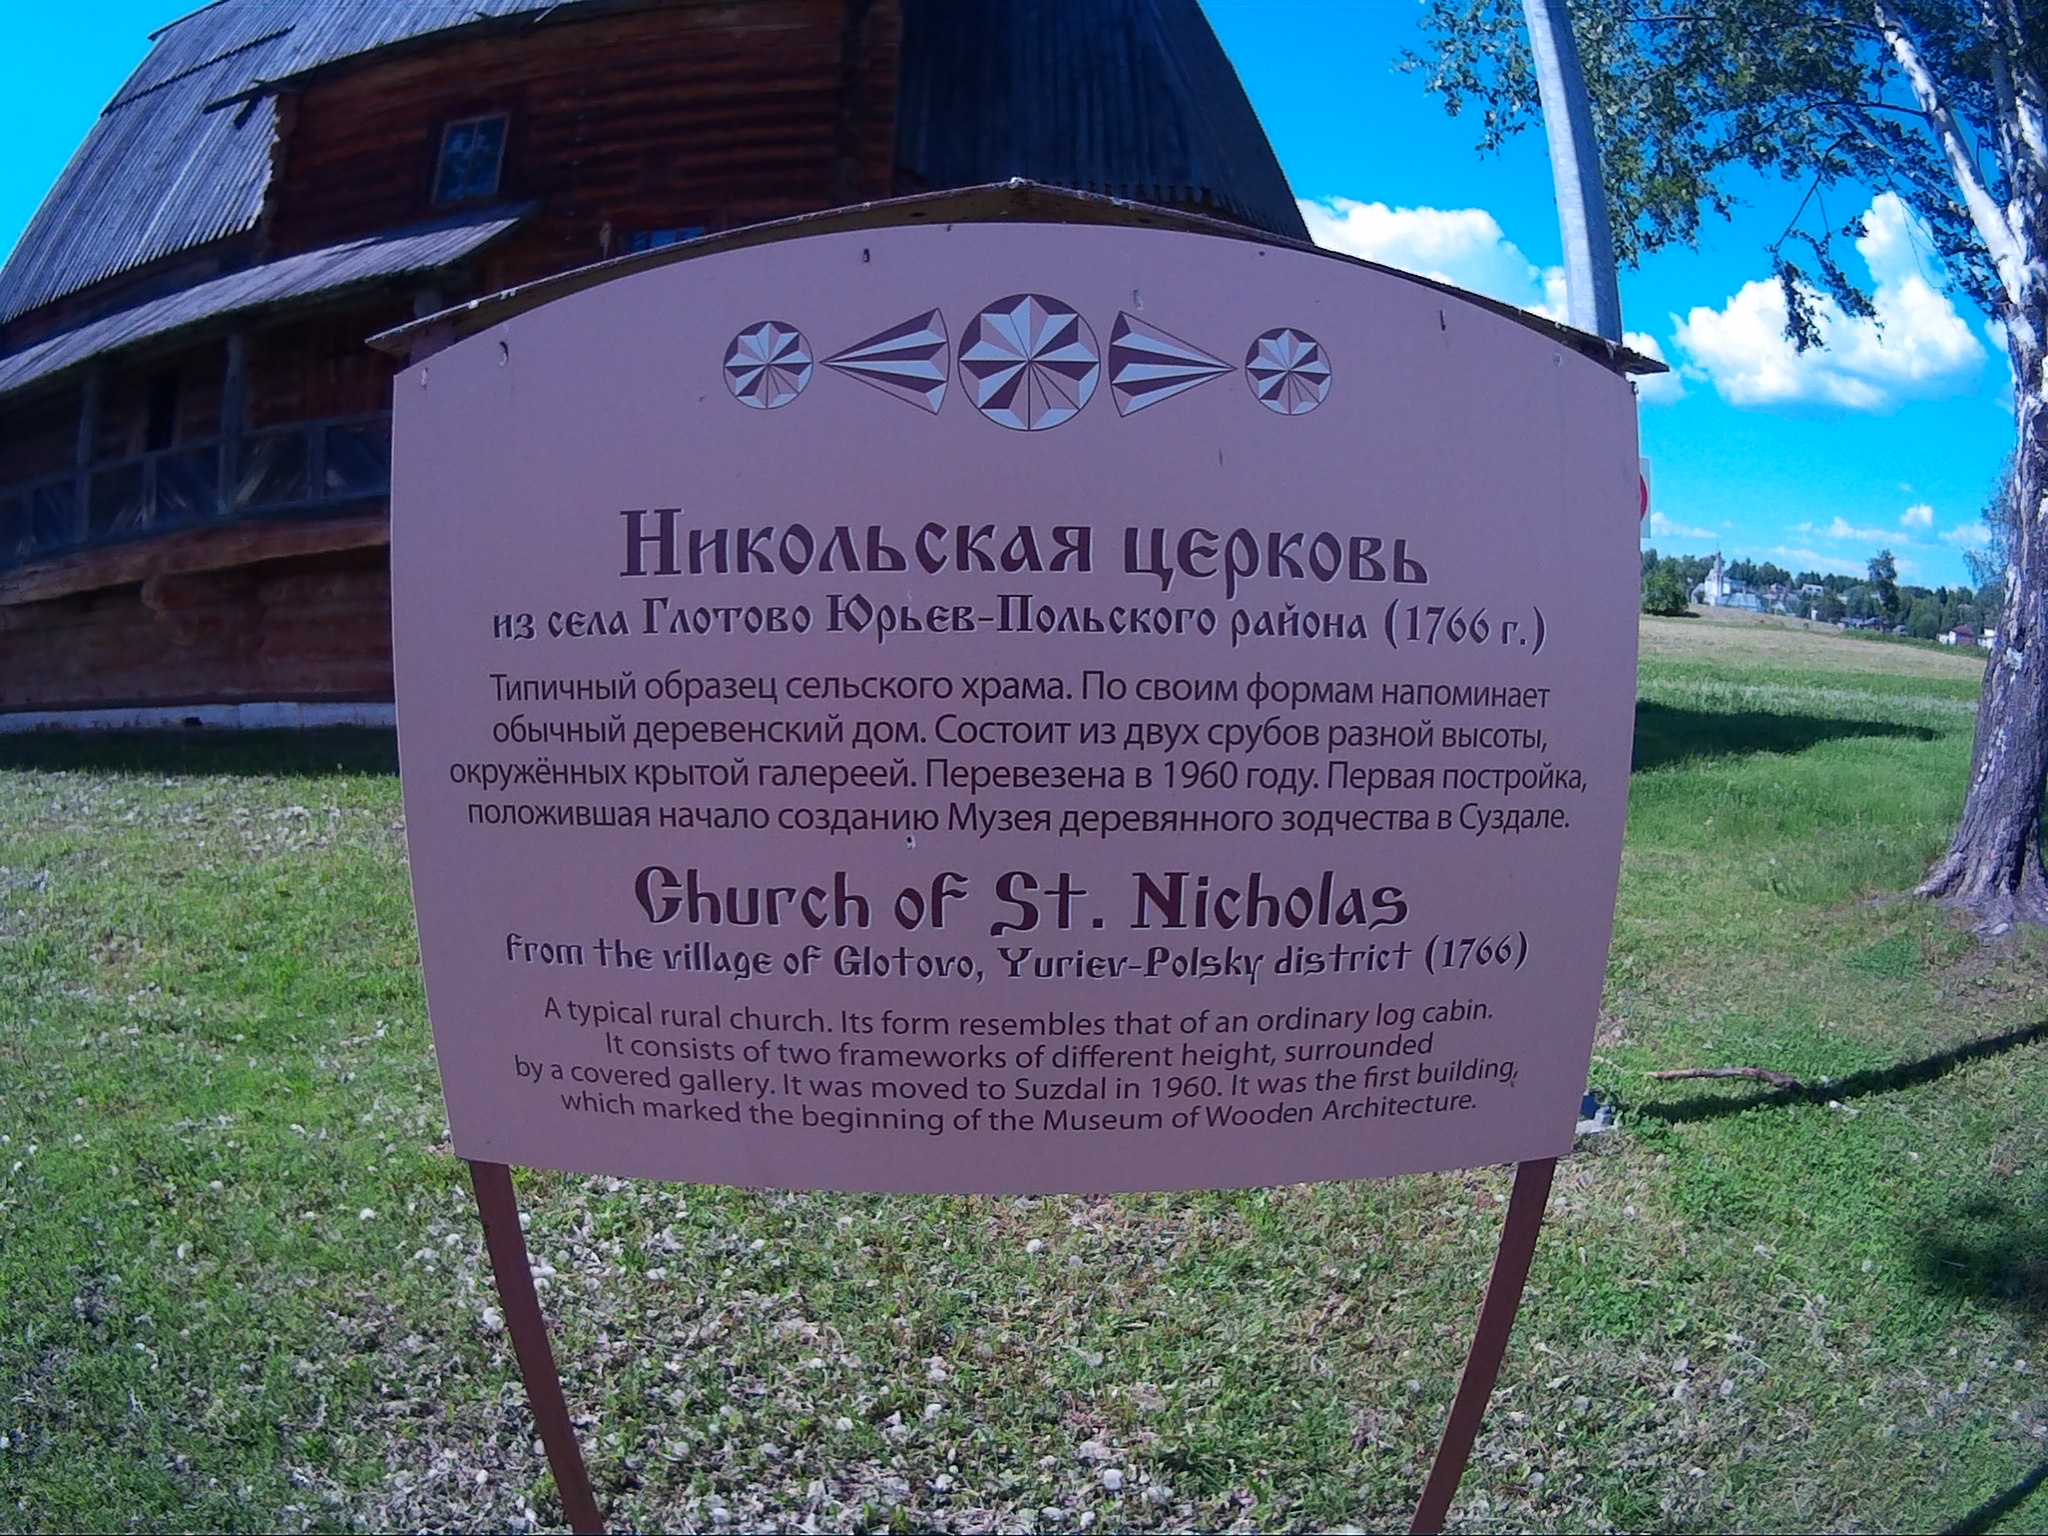 Никольская церковь
из села Глотово Юрьев-Польского района (1766 г.)
Типичный образец сельского храма. По своим формам напоминает
обычный деревенский дом. Состоит из двух срубов разной высоты,
окружённых крытой галереей. Перевезена в 1960 году. Первая постройка,
положившая начало созданию Музея деревянного зодчества в Суздале.
Church of St. Nicholas
from the village of Glotovo, Yuriev-Polsky district (1766)
A typical rural church. Its form resembles that of an ordinary log cabin.
It consists of two frameworks of different height, surrounded
by a covered gallery. It was moved to Suzdal in 1960. It was the first building,
which marked the beginning of the Museum of Wooden Architecture.